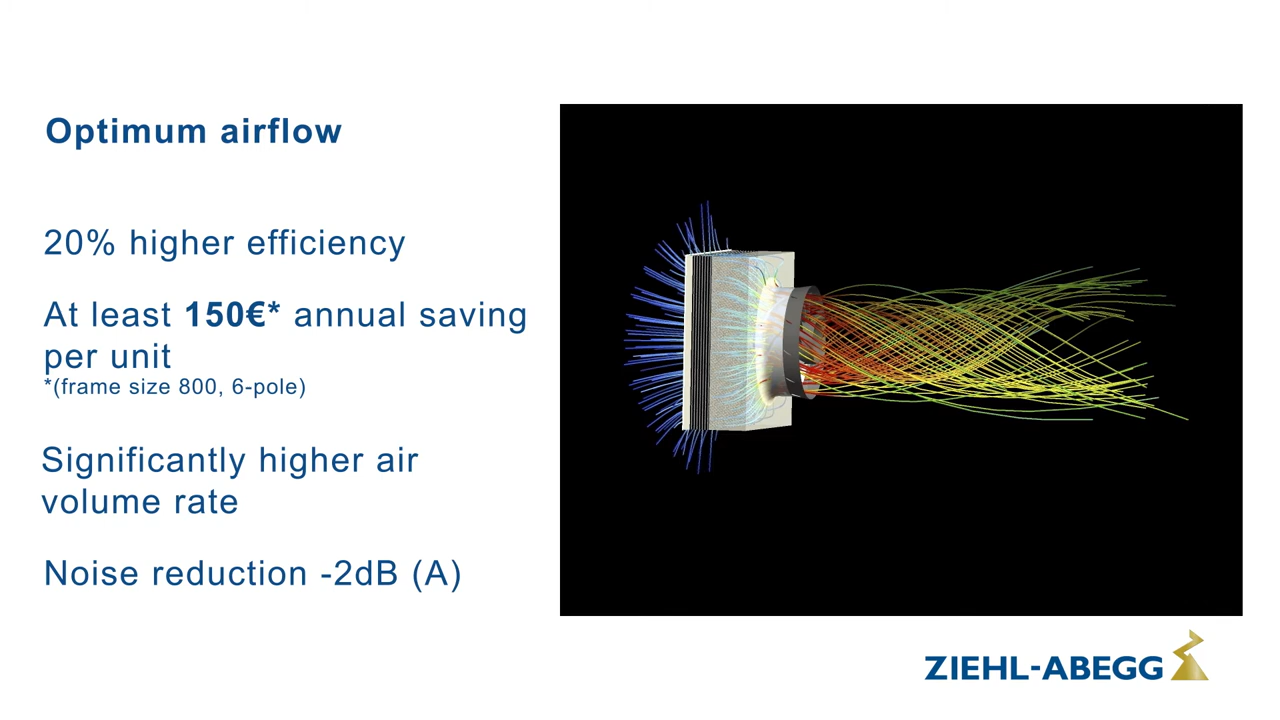 Optimum airflow
20% higher efficiency
At least 150€* annual saving
per unit
*(frame size 800, 6-pole)
Significantly higher air
volume rate
Noise reduction -2dB (A)
ZIEHL-ABEGG